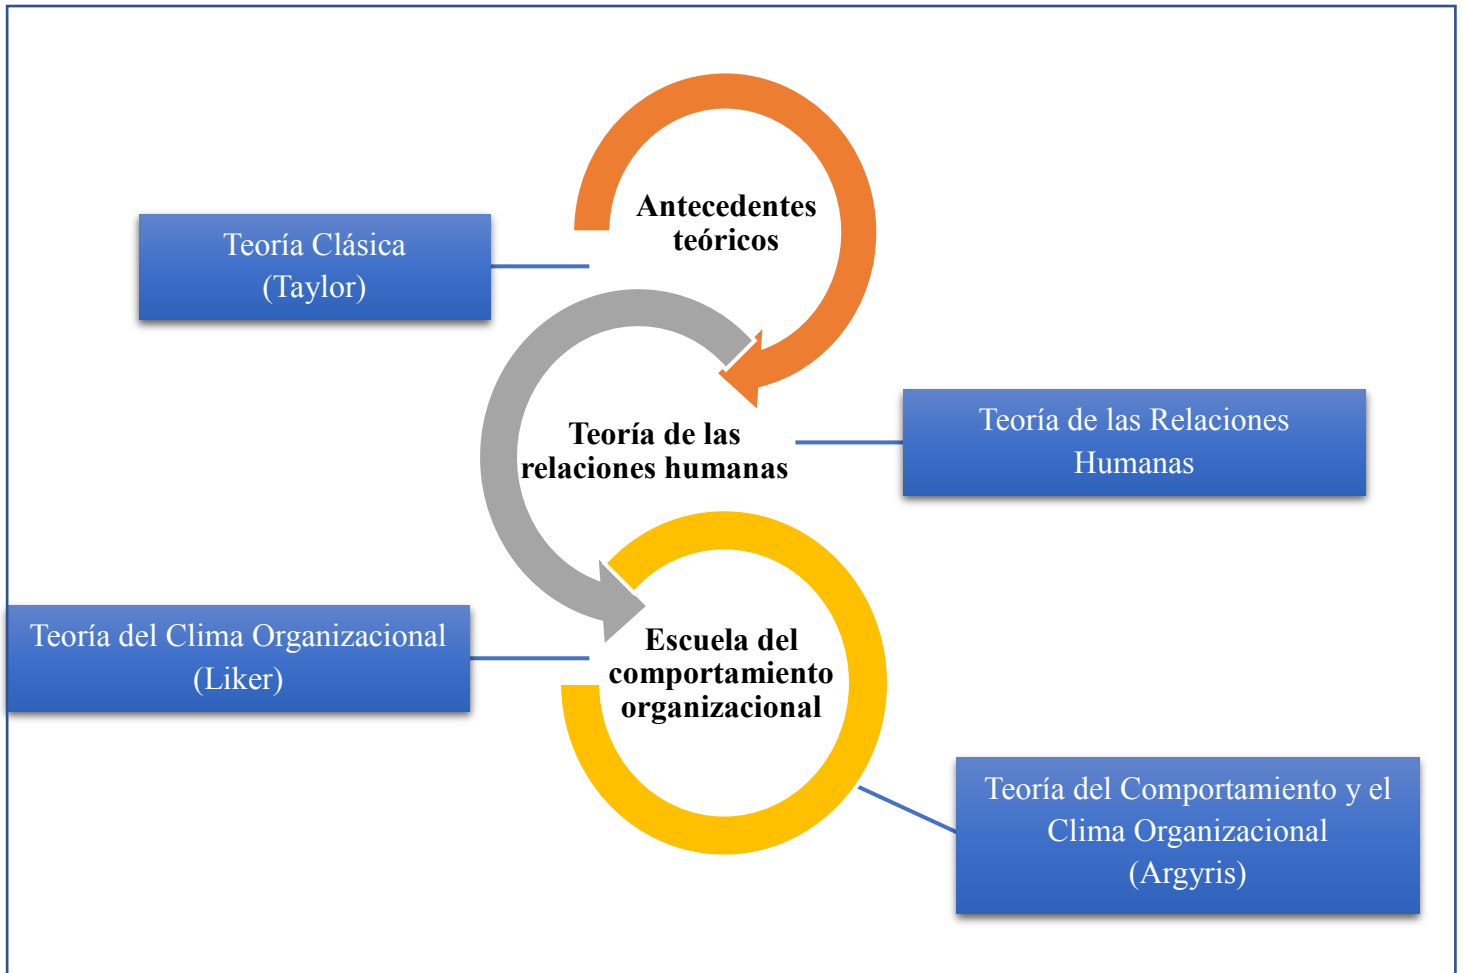 Antecedentes
teóricos
Teoría Clásica
(Taylor)
Teoría de las
relaciones humanas
Teoría de las Relaciones
Humanas
Teoría del Clima Organizacional
(Liker)
Escuela del
comportamiento
organizacional
Teoría del Comportamiento y el
Clima Organizacional
(Argyris)